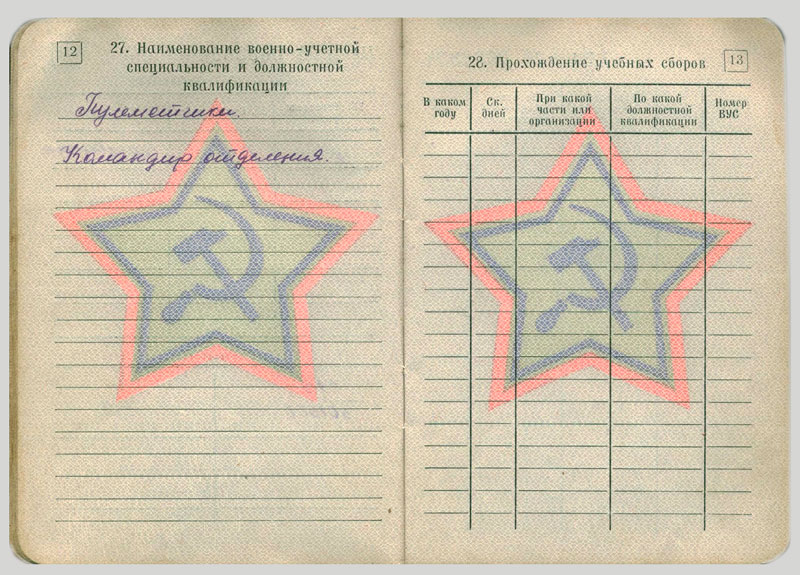 12
27. Наименование военно-учетной
специальности и должностной
квалификации
Пулеметчики.
Командир отделения.
28. Прохождение учебных сборов
13
В каком
году
Ск.
дней
При какой
части или
организации
По какой
должностной
квалификации
Номер
ВУС